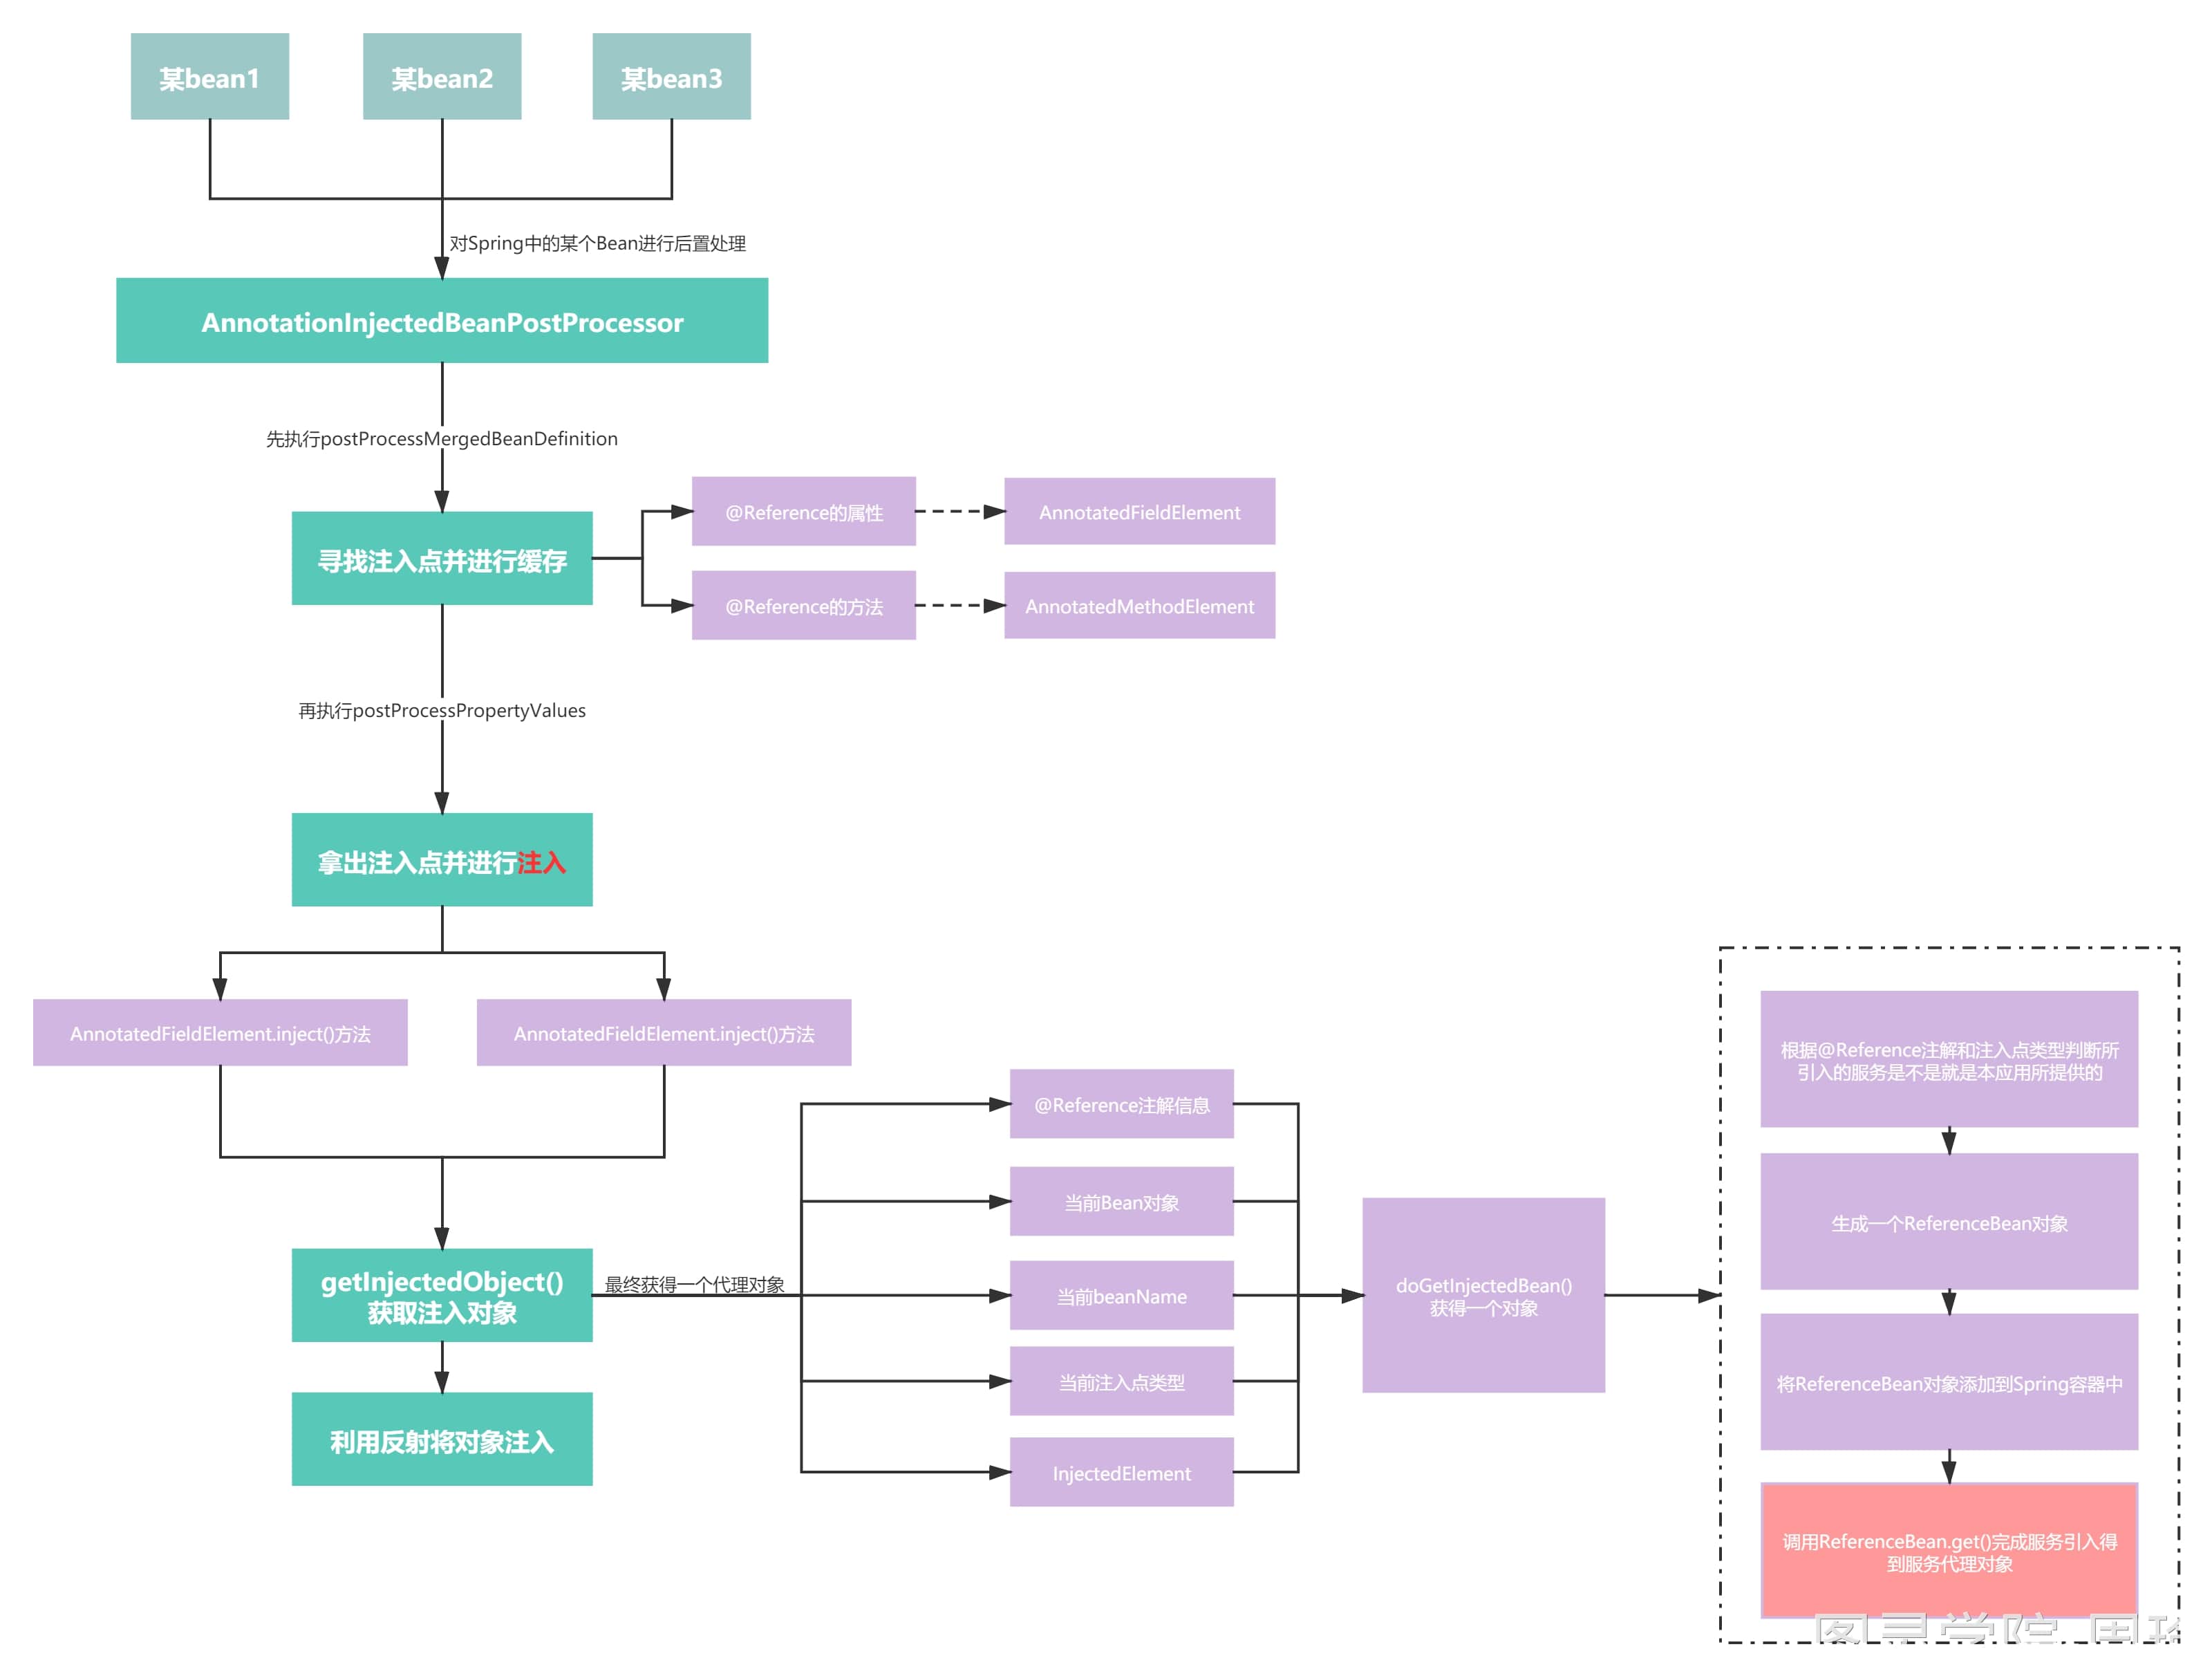 某bean1
某bean2
某bean3
对Spring中的某个Bean进行后置处理
AnnotationInjectedBeanPostProcessor
先执行postProcessMergedBeanDefinition
寻找注入点并进行缓存
@Reference的属性
AnnotatedFieldElement
@Reference的方法
AnnotatedMethodElement
再执行postProcessPropertyValues
拿出注入点并进行注入
AnnotatedFieldElement.inject()方法
AnnotatedFieldElement.inject()方法
getInjectedObject()
获取注入对象
最终获得一个代理对象
利用反射将对象注入
@Reference注解信息
当前Bean对象
当前beanName
当前注入点类型
InjectedElement
doGetInjectedBean()
获得一个对象
根据@Reference注解和注入点类型判断所
引入的服务是不是就是本应用所提供的
生成一个ReferenceBean对象
将ReferenceBean对象添加到Spring容器中
调用ReferenceBean.get()完成服务引入得
到服务代理对象
图灵学院